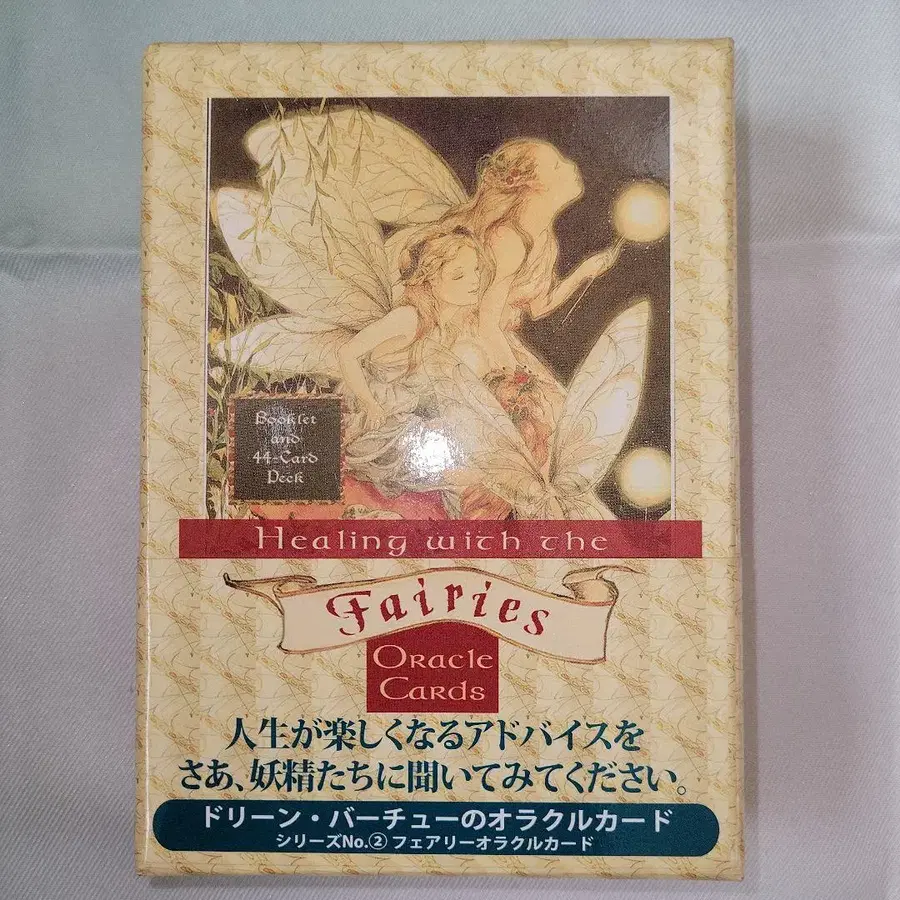 Booklet
and
44-Card
Deck
Healing with the
Fairies
Oracle
Cards
人生が楽しくなるアドバイスを
さあ、妖精たちに聞いてみてください。
ドリーン・バーチューのオラクルカード
シリーズNo.② フェアリーオラクルカード